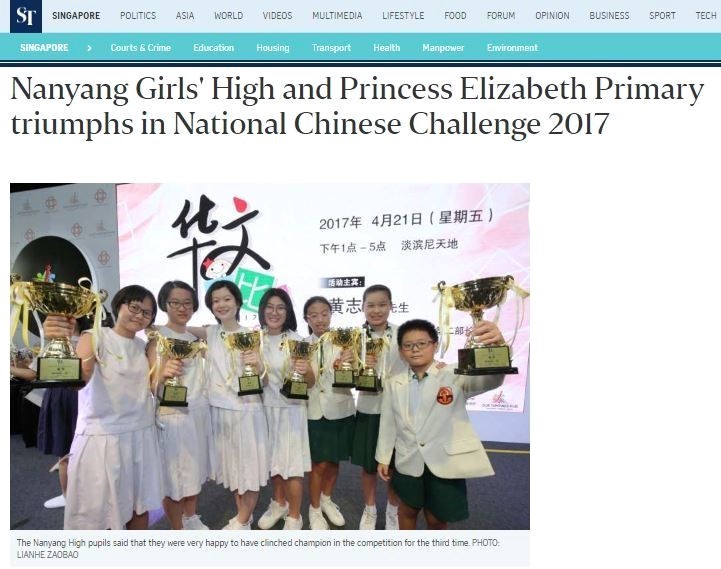 ST
SINGAPORE POLITICS ASIA WORLD VIDEOS MULTIMEDIA LIFESTYLE FOOD FORUM OPINION BUSINESS SPORT TECH
SINGAPORE > Courts & Crime Education Housing Transport Health Manpower Environment
Nanyang Girls' High and Princess Elizabeth Primary
triumphs in National Chinese Challenge 2017
华文
比
2017年 4月21日 ( 星期五 )
下午1点 – 5点 淡滨尼天地
活动主宾:
黄志 先生
The Nanyang High pupils said that they were very happy to have clinched champion in the competition for the third time. PHOTO:
LIANHE ZAOBAO